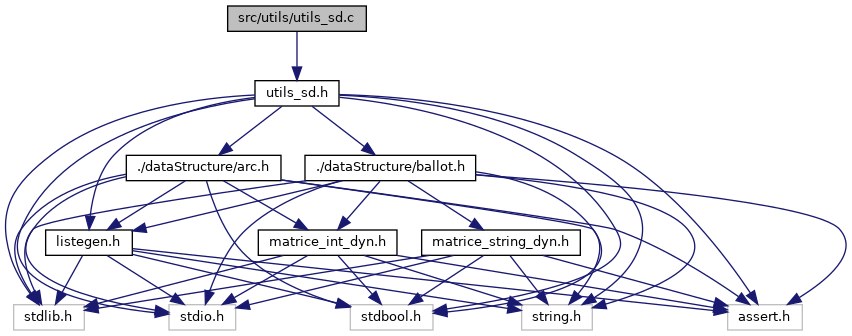 src/utils/utils_sd.c
utils_sd.h
./dataStructure/arc.h
./dataStructure/ballot.h
listegen.h
matrice_int_dyn.h
matrice_string_dyn.h
stdlib.h
stdio.h
stdbool.h
string.h
assert.h